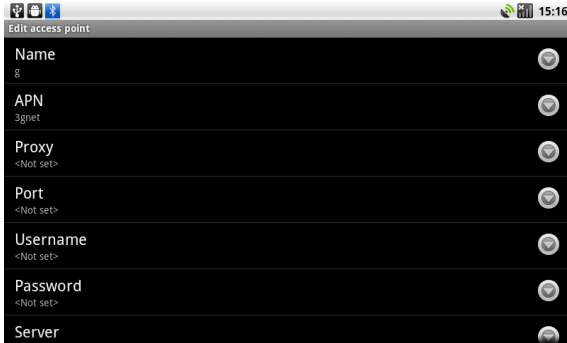 15:16
Edit access point
Name
g
APN
3gnet
Proxy
<Not set>
Port
<Not set>
Username
<Not set>
Password
<Not set>
Server